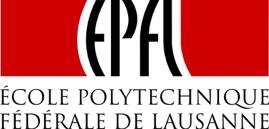 EPFL
ÉCOLE POLYTECHNIQUE
FÉDÉRALE DE LAUSANNE